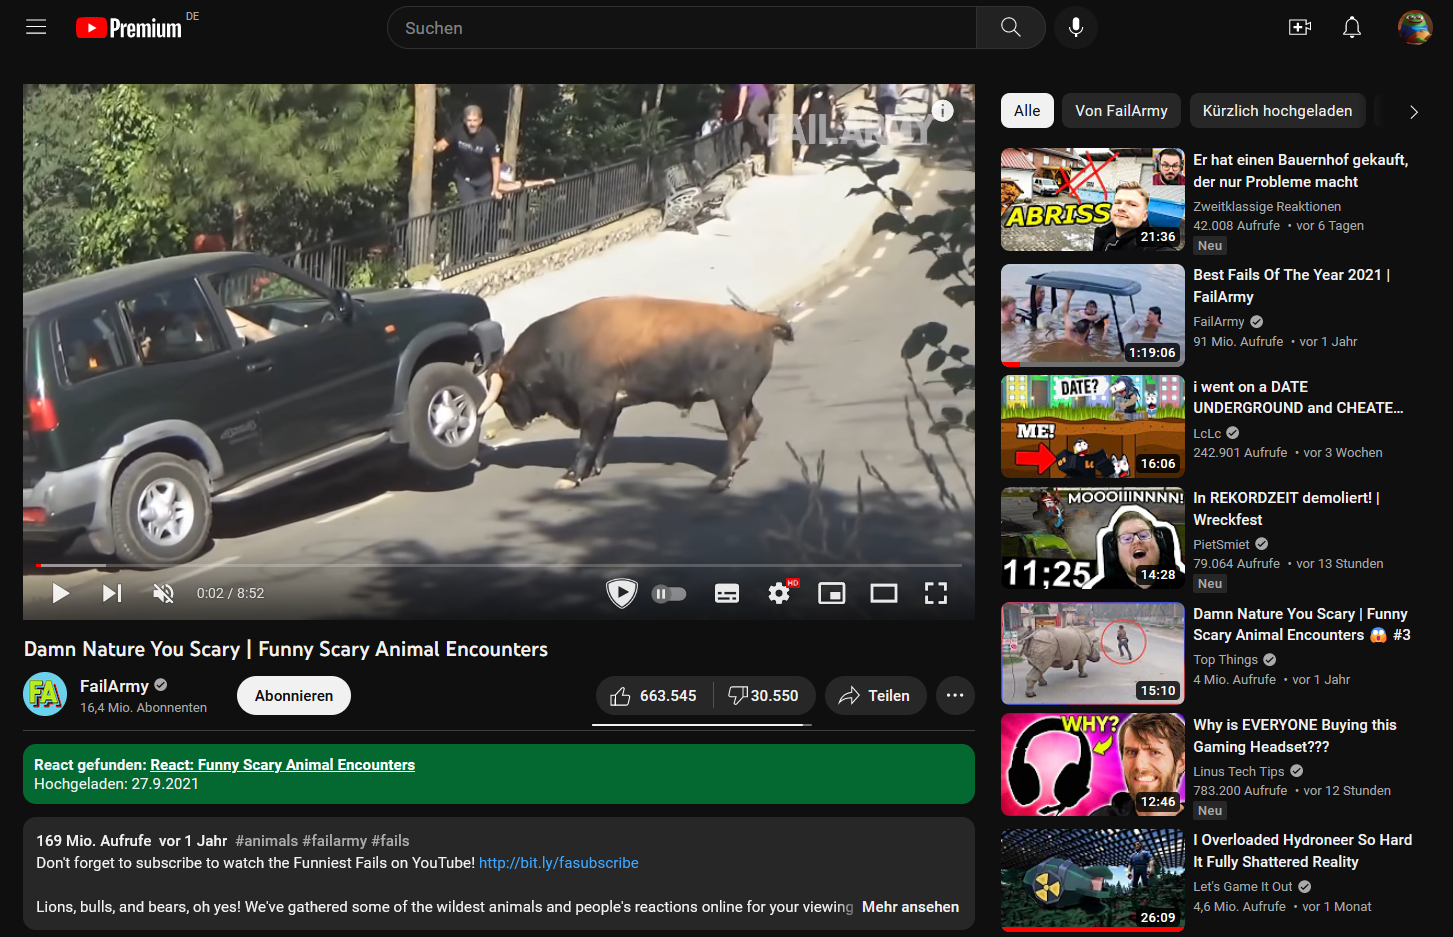 Premium
DE
Suchen
FAILARMY
i
0:02 / 8:52
HD
Damn Nature You Scary | Funny Scary Animal Encounters
FA
FailArmy
16,4 Mio. Abonnenten
Abonnieren
663.545
30.550
Teilen
React gefunden: React: Funny Scary Animal Encounters
Hochgeladen: 27.9.2021
169 Mio. Aufrufe vor 1 Jahr #animals #failarmy #fails
Don't forget to subscribe to watch the Funniest Fails on YouTube! http://bit.ly/fasubscribe
Lions, bulls, and bears, oh yes! We've gathered some of the wildest animals and people's reactions online for your viewing Mehr ansehen
Alle
Von FailArmy
Kürzlich hochgeladen
ABRISS
21:36
Er hat einen Bauernhof gekauft,
der nur Probleme macht
Zweitklassige Reaktionen
42.008 Aufrufe • vor 6 Tagen
Neu
1:19:06
Best Fails Of The Year 2021 |
FailArmy
FailArmy
91 Mio. Aufrufe • vor 1 Jahr
DATE?
ME!
16:06
i went on a DATE
UNDERGROUND and CHEATE...
LcLc
242.901 Aufrufe • vor 3 Wochen
MOOOIIINNNN!
11;25
14:28
In REKORDZEIT demoliert! |
Wreckfest
PietSmiet
79.064 Aufrufe • vor 13 Stunden
Neu
15:10
Damn Nature You Scary | Funny
Scary Animal Encounters 😱 #3
Top Things
4 Mio. Aufrufe • vor 1 Jahr
WHY?
12:46
Why is EVERYONE Buying this
Gaming Headset???
Linus Tech Tips
783.200 Aufrufe • vor 12 Stunden
Neu
26:09
I Overloaded Hydroneer So Hard
It Fully Shattered Reality
Let's Game It Out
4,6 Mio. Aufrufe • vor 1 Monat